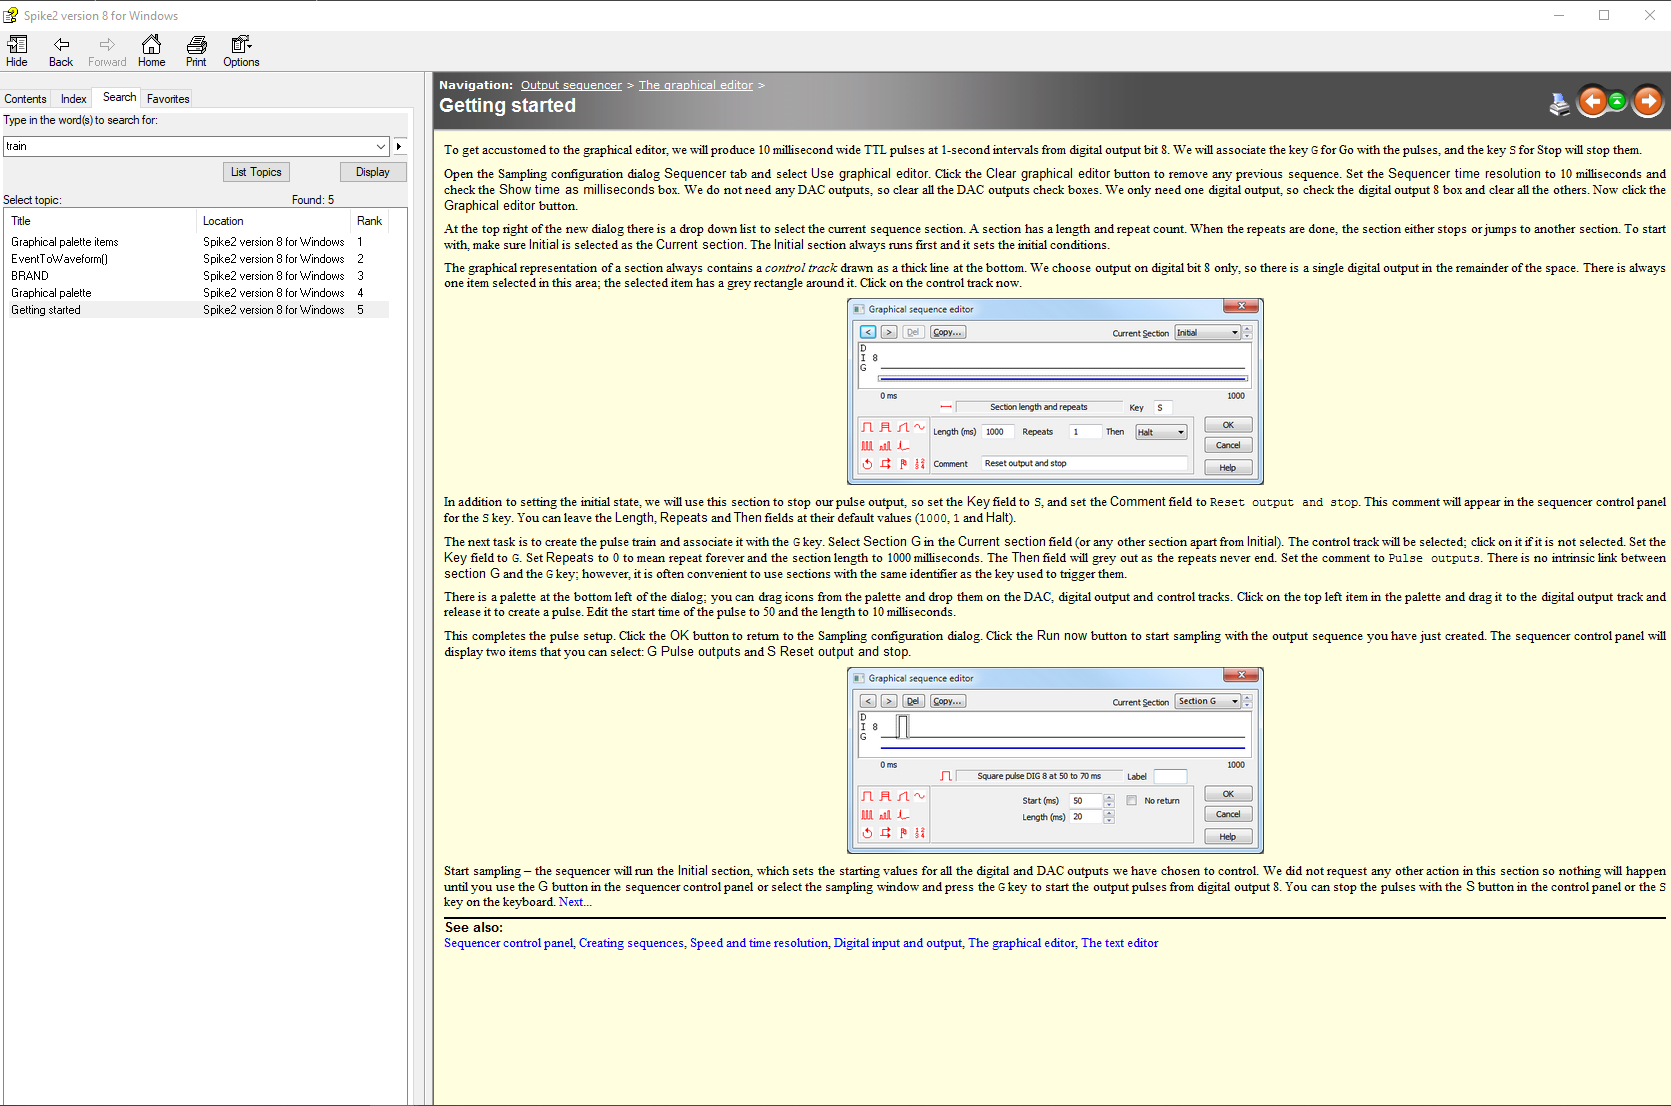 Spike2 version 8 for Windows
Hide Back Forward Home Print Options
Contents Index Search Favorites
Type in the word(s) to search for:
train
List Topics Display
Select topic: Found: 5
Title Location Rank
Graphical palette items Spike2 version 8 for Windows 1
EventToWaveform() Spike2 version 8 for Windows 2
BRAND Spike2 version 8 for Windows 3
Graphical palette Spike2 version 8 for Windows 4
Getting started Spike2 version 8 for Windows 5
Navigation: Output sequencer > The graphical editor >
Getting started
To get accustomed to the graphical editor, we will produce 10 millisecond wide TTL pulses at 1-second intervals from digital output bit 8. We will associate the key G for Go with the pulses, and the key S for Stop will stop them.
Open the Sampling configuration dialog Sequencer tab and select Use graphical editor. Click the Clear graphical editor button to remove any previous sequence. Set the Sequencer time resolution to 10 milliseconds and
check the Show time as milliseconds box. We do not need any DAC outputs, so clear all the DAC outputs check boxes. We only need one digital output, so check the digital output 8 box and clear all the others. Now click the
Graphical editor button.
At the top right of the new dialog there is a drop down list to select the current sequence section. A section has a length and repeat count. When the repeats are done, the section either stops or jumps to another section. To start
with, make sure Initial is selected as the Current section. The Initial section always runs first and it sets the initial conditions.
The graphical representation of a section always contains a control track drawn as a thick line at the bottom. We choose output on digital bit 8 only, so there is a single digital output in the remainder of the space. There is always
one item selected in this area; the selected item has a grey rectangle around it. Click on the control track now.
Graphical sequence editor
< > Del Copy... Current Section Initial
D
I 8
G
0 ms 1000
Section length and repeats Key S
Length (ms) 1000 Repeats 1 Then Halt
OK
Cancel
Comment Reset output and stop
Help
In addition to setting the initial state, we will use this section to stop our pulse output, so set the Key field to S, and set the Comment field to Reset output and stop. This comment will appear in the sequencer control panel
for the S key. You can leave the Length, Repeats and Then fields at their default values (1000, 1 and Halt).
The next task is to create the pulse train and associate it with the G key. Select Section G in the Current section field (or any other section apart from Initial). The control track will be selected; click on it if it is not selected. Set the
Key field to G. Set Repeats to 0 to mean repeat forever and the section length to 1000 milliseconds. The Then field will grey out as the repeats never end. Set the comment to Pulse outputs. There is no intrinsic link between
section G and the G key; however, it is often convenient to use sections with the same identifier as the key used to trigger them.
There is a palette at the bottom left of the dialog; you can drag icons from the palette and drop them on the DAC, digital output and control tracks. Click on the top left item in the palette and drag it to the digital output track and
release it to create a pulse. Edit the start time of the pulse to 50 and the length to 10 milliseconds.
This completes the pulse setup. Click the OK button to return to the Sampling configuration dialog. Click the Run now button to start sampling with the output sequence you have just created. The sequencer control panel will
display two items that you can select: G Pulse outputs and S Reset output and stop.
Graphical sequence editor
< > Del Copy... Current Section Section G
D
I 8
G
0 ms 1000
Square pulse DIG 8 at 50 to 70 ms Label
Start (ms) 50 No return
Length (ms) 20
OK
Cancel
Help
Start sampling – the sequencer will run the Initial section, which sets the starting values for all the digital and DAC outputs we have chosen to control. We did not request any other action in this section so nothing will happen
until you use the G button in the sequencer control panel or select the sampling window and press the G key to start the output pulses from digital output 8. You can stop the pulses with the S button in the control panel or the S
key on the keyboard. Next...
See also:
Sequencer control panel, Creating sequences, Speed and time resolution, Digital input and output, The graphical editor, The text editor